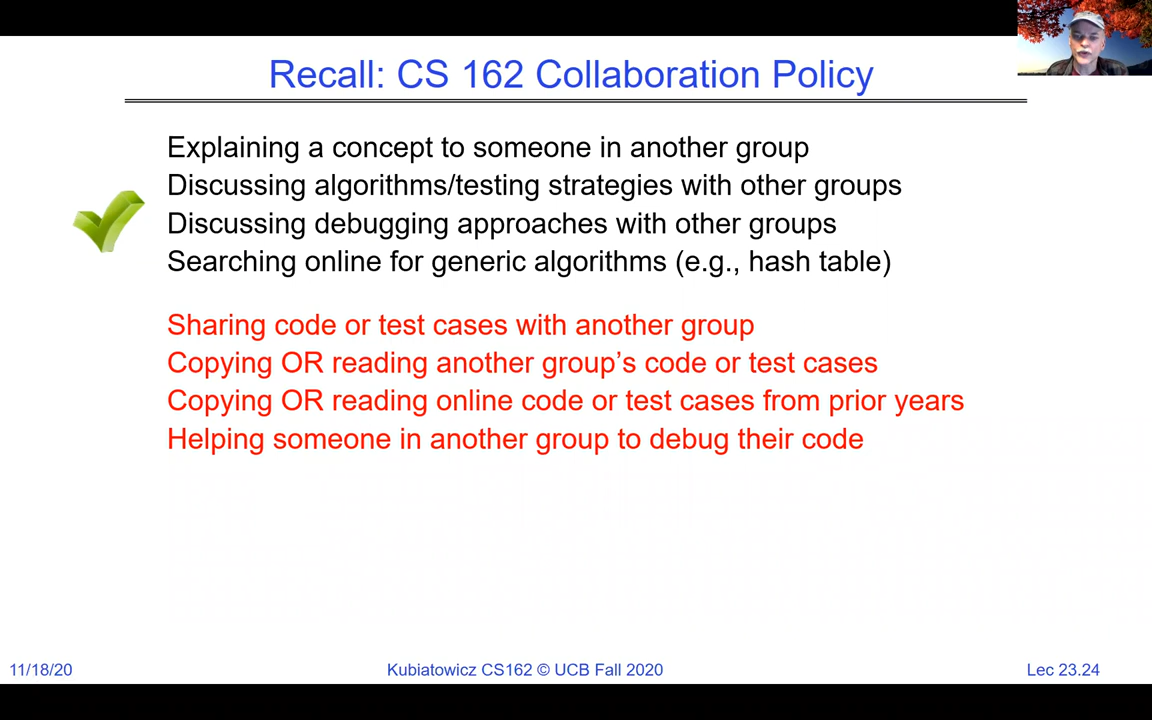 Recall: CS 162 Collaboration Policy
Explaining a concept to someone in another group
Discussing algorithms/testing strategies with other groups
Discussing debugging approaches with other groups
Searching online for generic algorithms (e.g., hash table)
Sharing code or test cases with another group
Copying OR reading another group’s code or test cases
Copying OR reading online code or test cases from prior years
Helping someone in another group to debug their code
11/18/20
Kubiatowicz CS162 © UCB Fall 2020
Lec 23.24